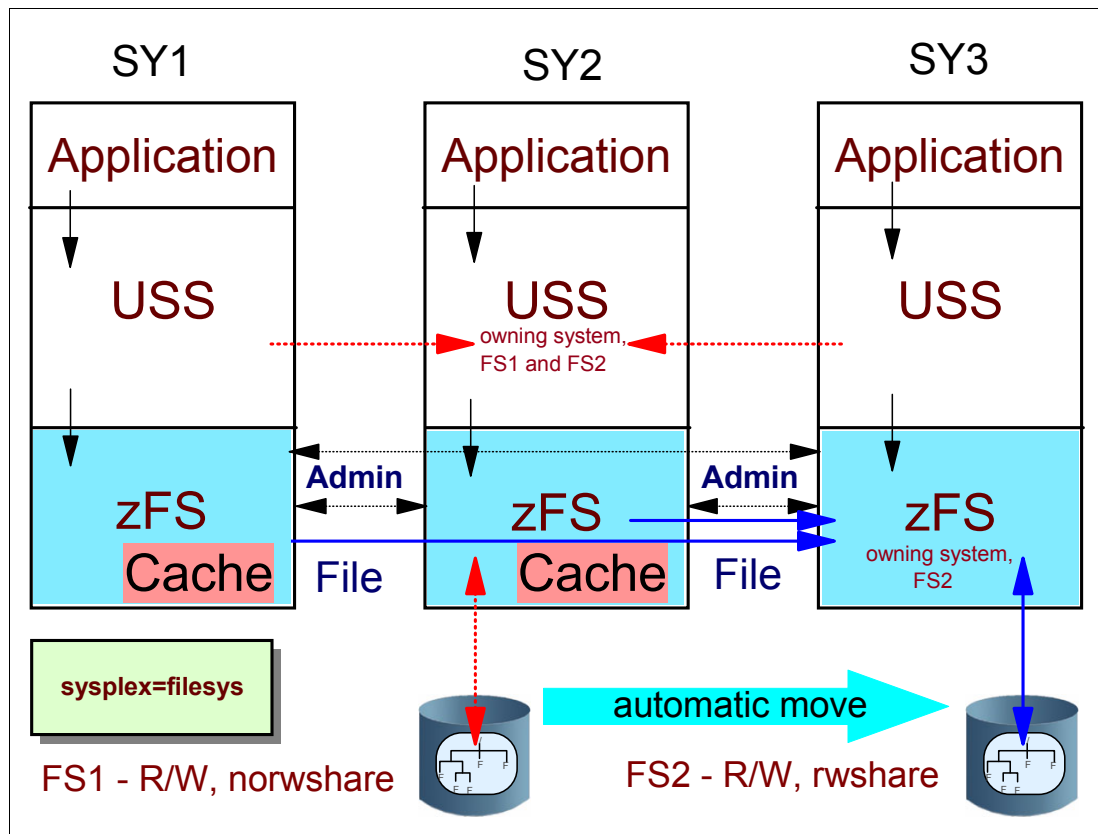 SY1
SY2
SY3
Application
Application
Application
USS
USS
USS
owning system,
FS1 and FS2
Admin
Admin
zFS
zFS
zFS
owning system,
FS2
Cache
File
Cache
File
sysplex=filesys
automatic move
FS1 - R/W, norwshare
FS2 - R/W, rwshare
F
F
F
F
F
F
F
F
F
F